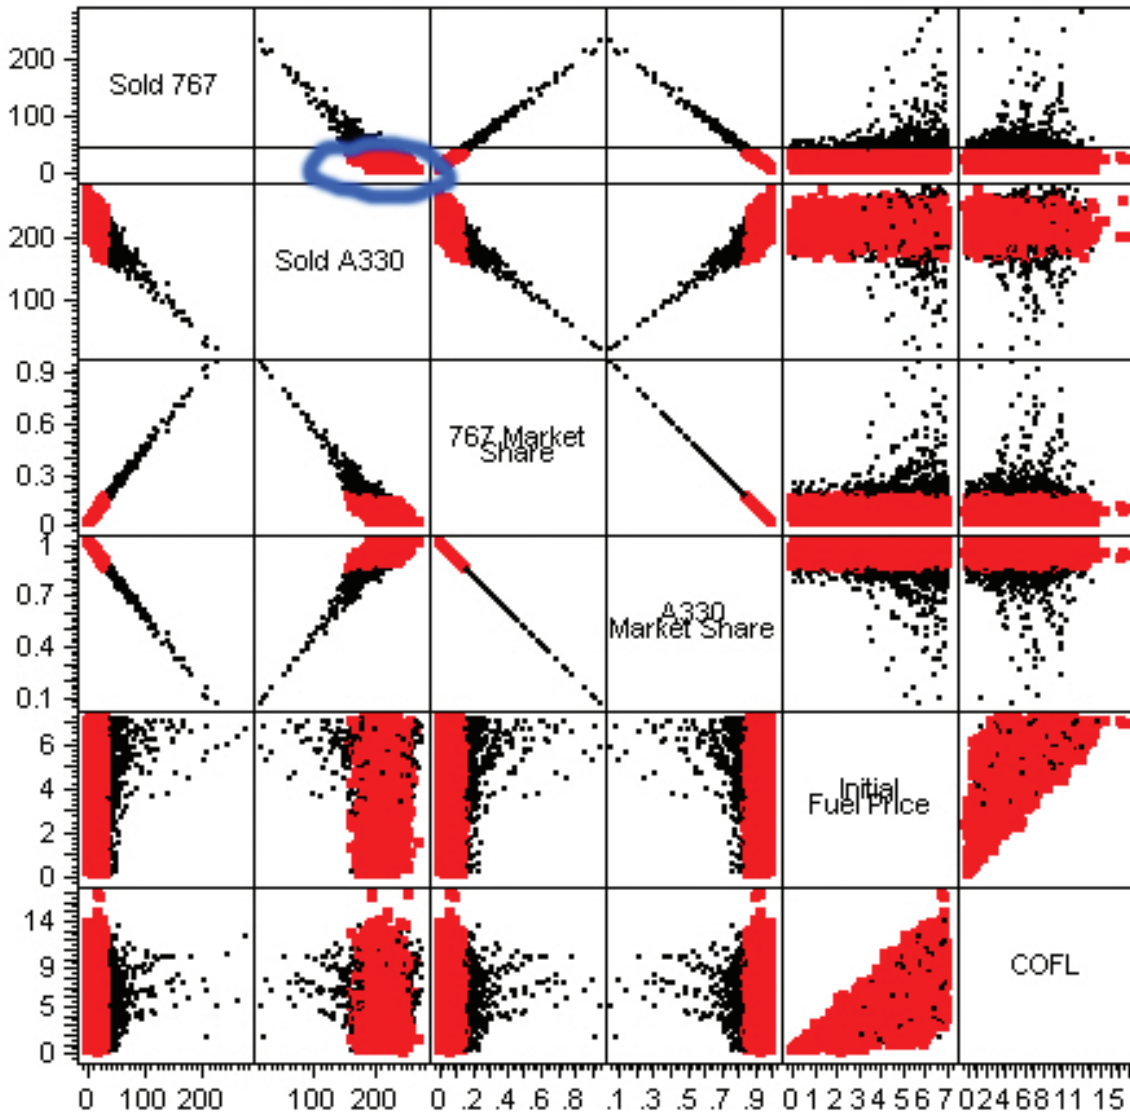 200
100
0
Sold 767
200
100
Sold A330
0.9
0.6
0.3
0
767 Market
Share
1
0.7
0.4
0.1
A330
Market Share
6
4
2
0
Initial
Fuel Price
14
9
5
0
COFL
0 100 200 100 200 0 .2 .4 .6 .8 .1 .3 .5 .7 .9 0 1 2 3 4 5 6 7 0 2 4 6 8 11 15